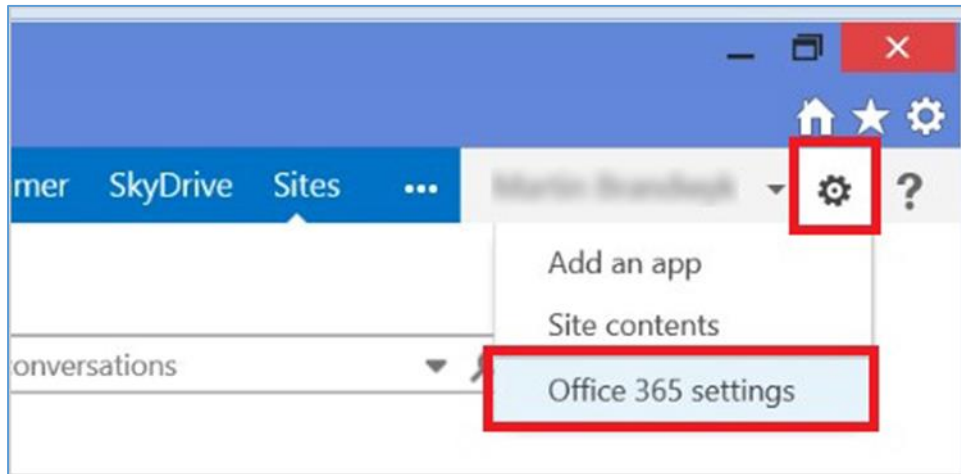 mer SkyDrive Sites ••• ?
Add an app
Site contents
onversations
Office 365 settings